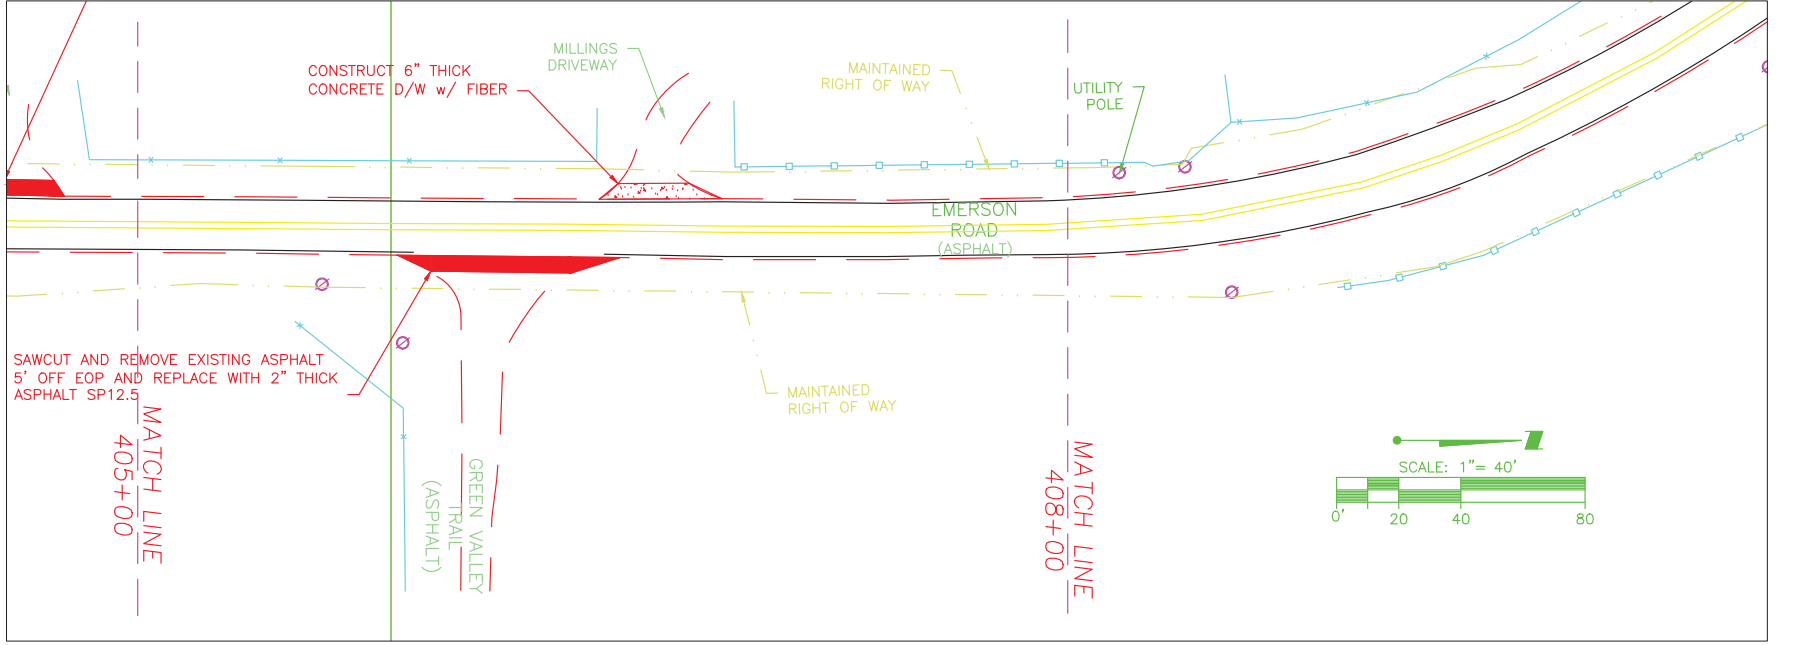 CONSTRUCT 6” THICK
CONCRETE D/W w/ FIBER
MILLINGS
DRIVEWAY
MAINTAINED
RIGHT OF WAY
UTILITY
POLE
EMERSON
ROAD
(ASPHALT)
SAWCUT AND REMOVE EXISTING ASPHALT
5' OFF EOP AND REPLACE WITH 2” THICK
ASPHALT SP12.5
MATCH LINE
405+00
GREEN VALLEY
TRAIL
(ASPHALT)
MAINTAINED
RIGHT OF WAY
MATCH LINE
408+00
Z
SCALE: 1”= 40'
0' 20 40 80